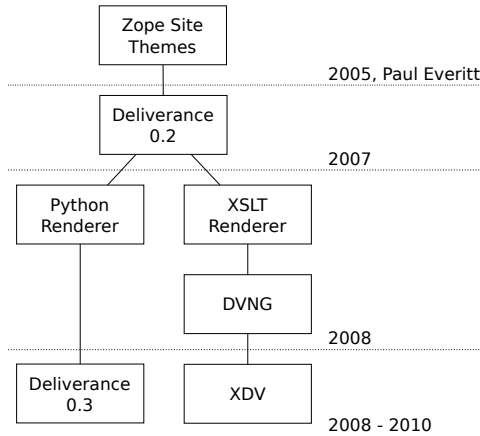 Zope Site
Themes
2005, Paul Everitt
Deliverance
0.2
2007
Python
Renderer
XSLT
Renderer
DVNG
2008
Deliverance
0.3
XDV
2008 - 2010